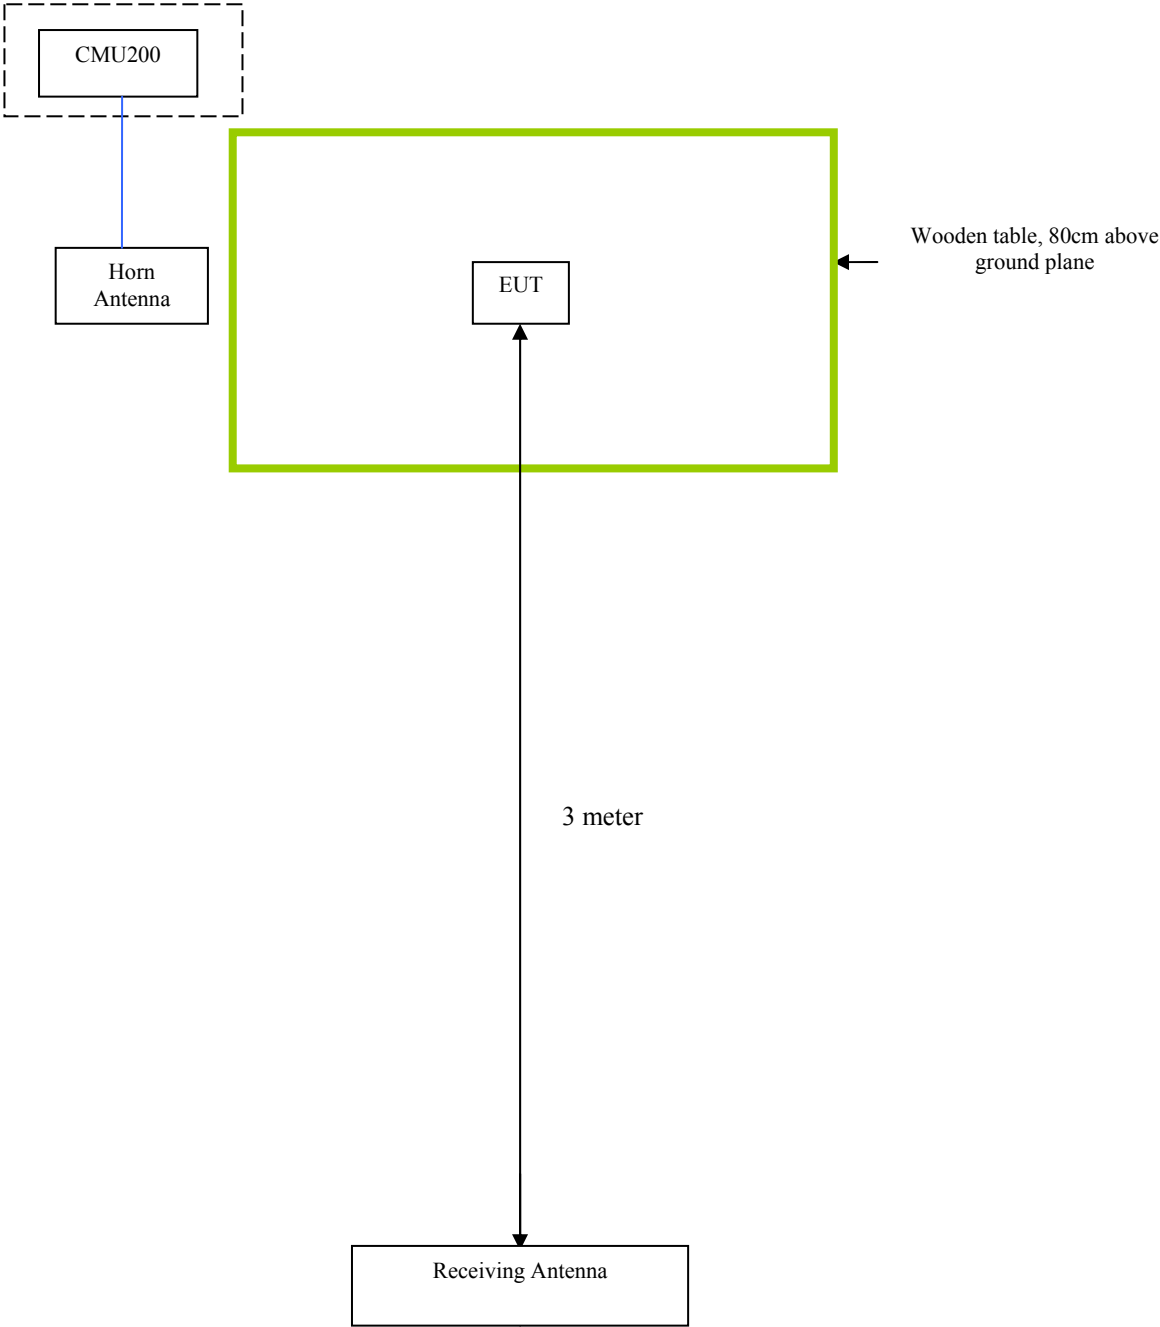 CMU200
Wooden table, 80cm above
ground plane
Horn
Antenna
EUT
3 meter
Receiving Antenna